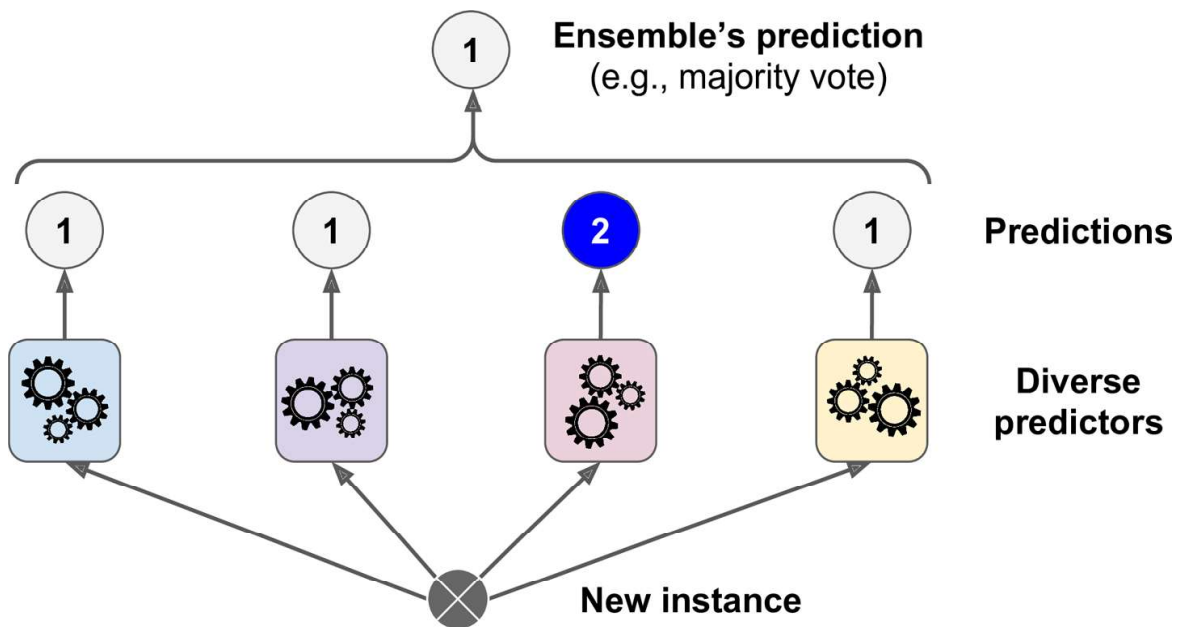 1
Ensemble’s prediction
(e.g., majority vote)
1 1 2 1
Predictions
Diverse
predictors
New instance